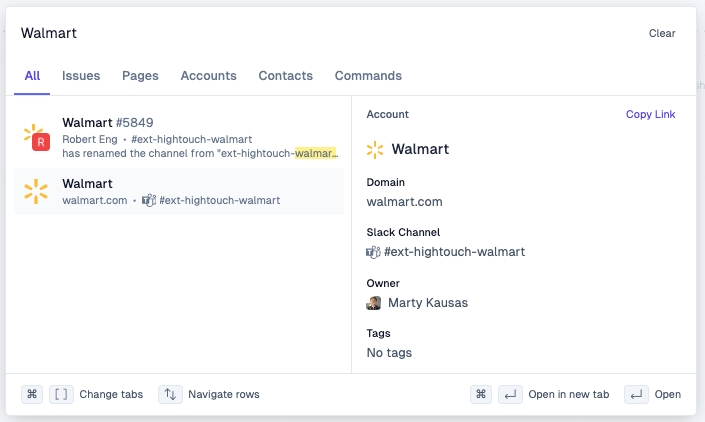 Walmart
Clear
All Issues Pages Accounts Contacts Commands
Walmart #5849
R
Robert Eng • #ext-hightouch-walmart
has renamed the channel from "ext-hightouch-walmar...
Walmart
walmart.com • #ext-hightouch-walmart
Account
Copy Link
Walmart
Domain
walmart.com
Slack Channel
#ext-hightouch-walmart
Owner
Marty Kausas
Tags
No tags
⌘ [ ] Change tabs ↑↓ Navigate rows
⌘ ↵ Open in new tab ↵ Open